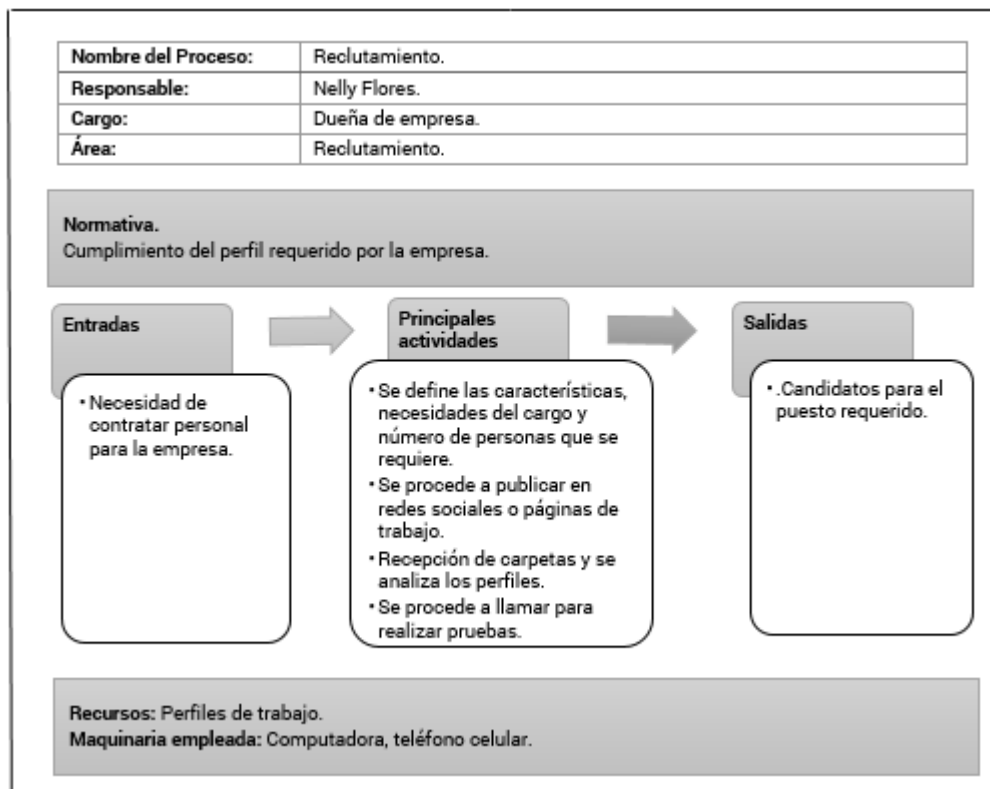 Nombre del Proceso: Reclutamiento.
Responsable: Nelly Flores.
Cargo: Dueña de empresa.
Área: Reclutamiento.
Normativa.
Cumplimiento del perfil requerido por la empresa.
Entradas
• Necesidad de
contratar personal
para la empresa.
Principales
actividades
• Se define las características,
necesidades del cargo y
número de personas que se
requiere.
• Se procede a publicar en
redes sociales o páginas de
trabajo.
• Recepción de carpetas y se
analiza los perfiles.
• Se procede a llamar para
realizar pruebas.
Salidas
• .Candidatos para el
puesto requerido.
Recursos: Perfiles de trabajo.
Maquinaria empleada: Computadora, teléfono celular.